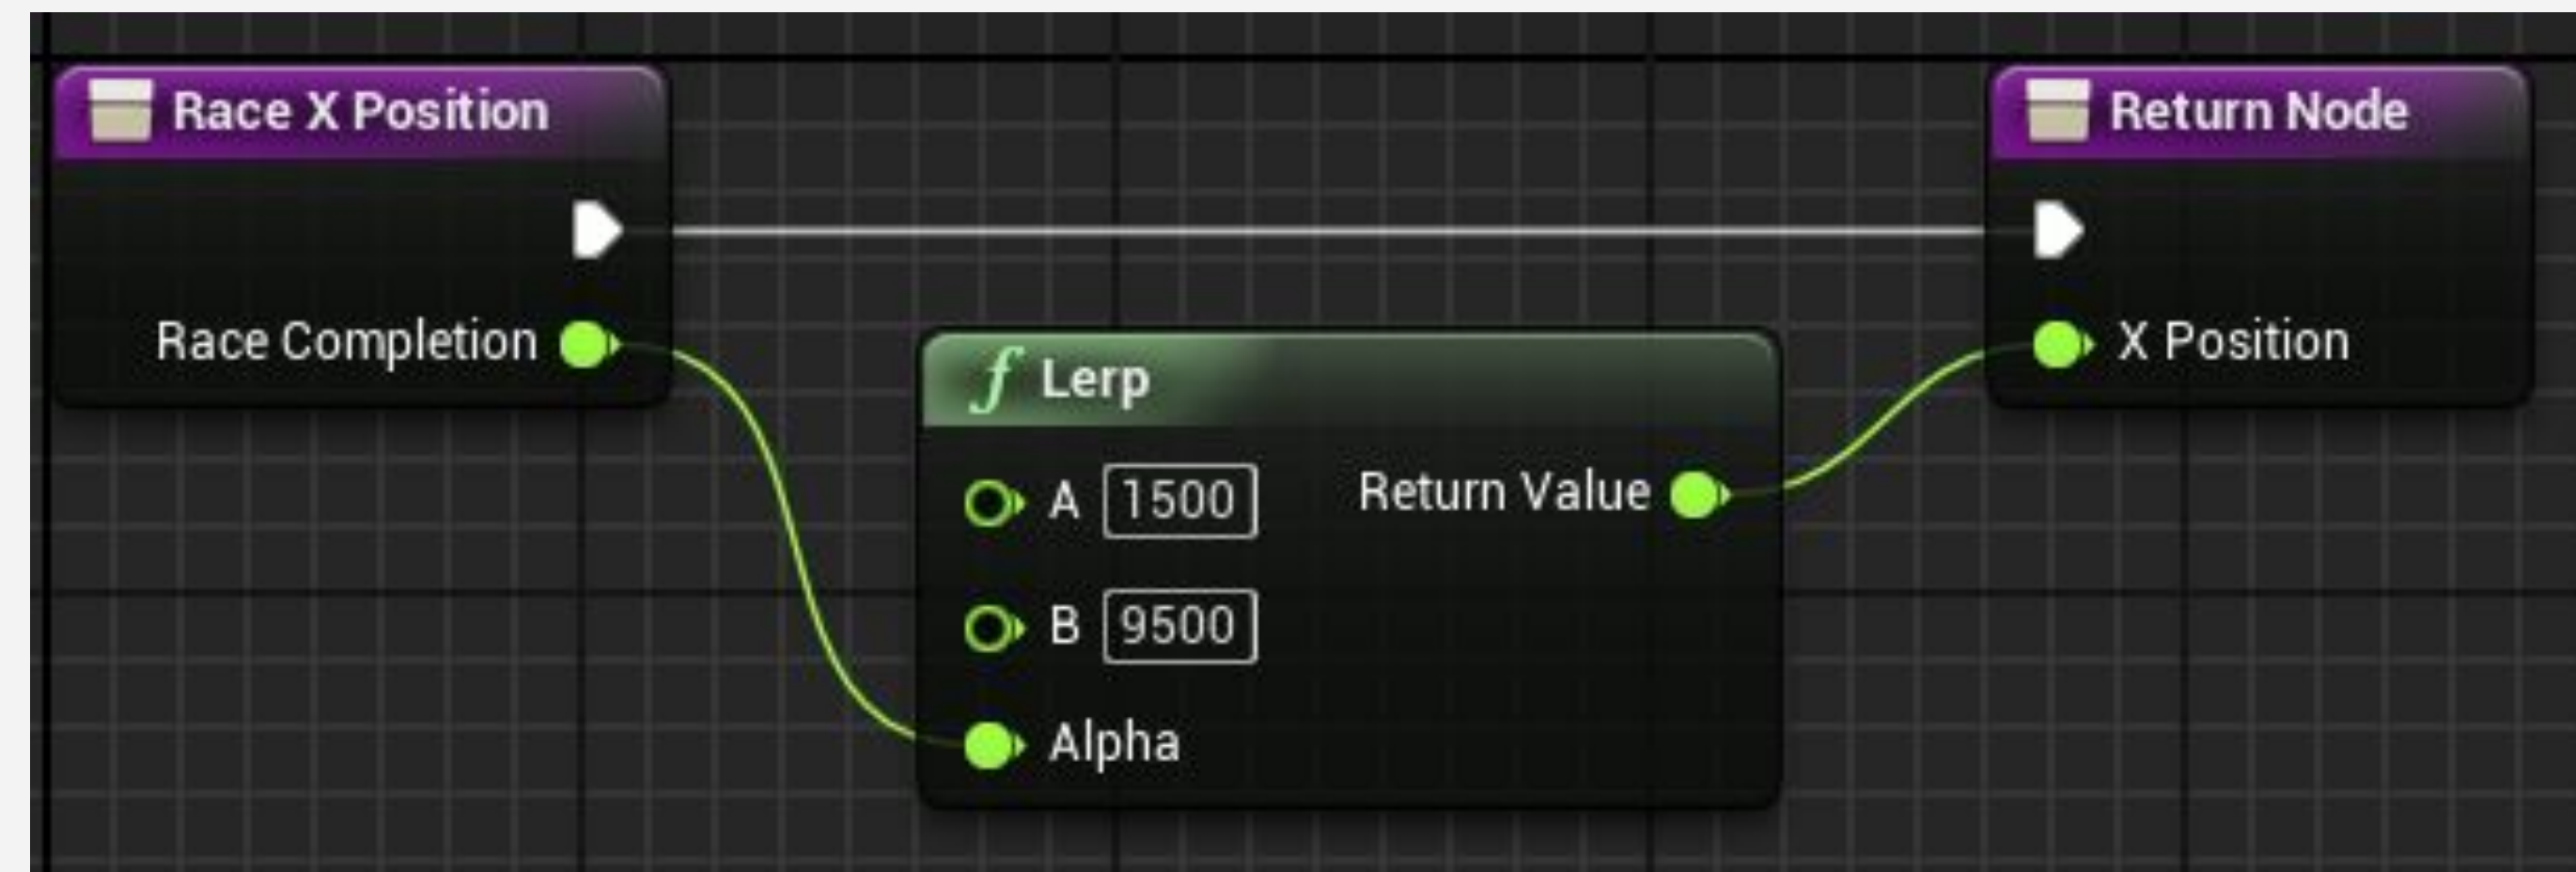 Race X Position
Race Completion
f Lerp
A 1500
B 9500
Alpha
Return Value
Return Node
X Position